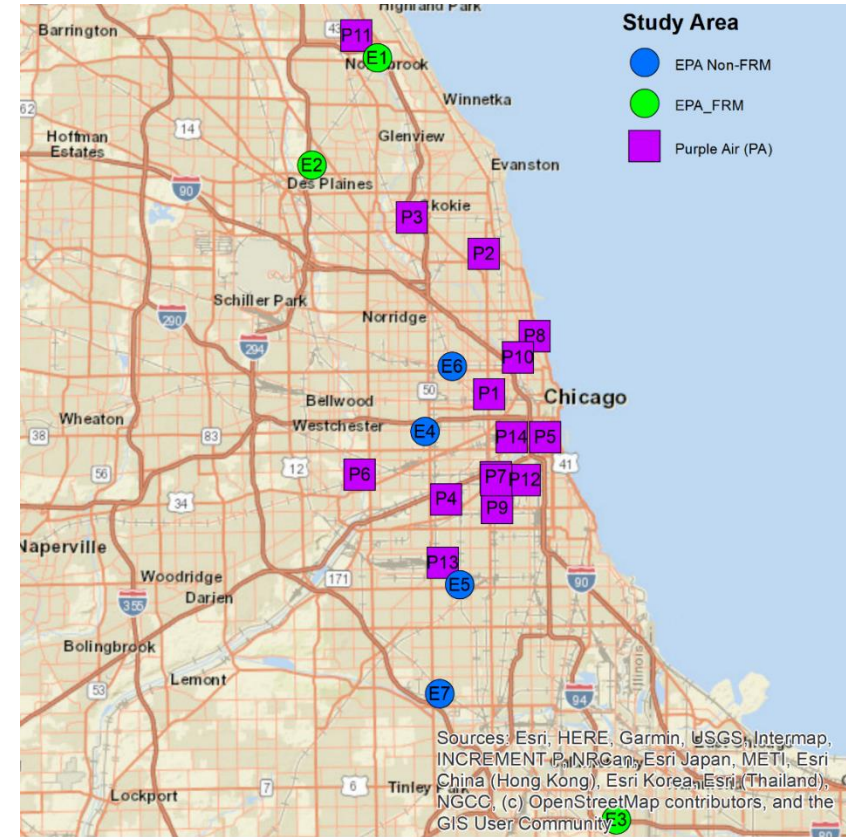 Highland Park
Barrington
43
P11
Study Area
E1
No brook
EPA Non-FRM
62
Winnetka
EPA_FRM
14
Glenview
Hoffman
Estates
Purple Air (PA)
E2
Evanston
90
Des Plaines
P3
Skokie
P2
Schiller Park
290
Norridge
P8
294
P10
E6
50
P1
Chicago
Bellwood
Wheaton
Westchester
E4
38
83
P14
P5
12
41
56
P6
P7
P12
34
P4
P9
Naperville
P13
Woodridge
171
E5
90
355
Darien
Bolingbrook
Lemont
53
E7
Illinois
94
Sources: Esri, HERE, Garmin, USGS, Intermap,
INCREMENT P, NRCan, Esri Japan, METI, Esri
China (Hong Kong), Esri Korea, Esri (Thailand),
NGCC, (c) OpenStreetMap contributors, and the
GIS User Community
7
6
Tinley Park
Lockport
E3
80